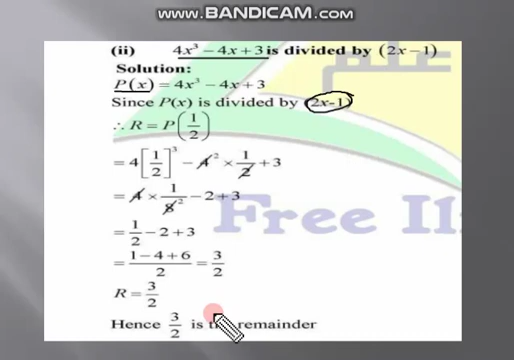 www.BANDICAM.com
(ii) 4x³ − 4x + 3 is divided by (2x − 1)
Solution:
P(x) = 4x³ − 4x + 3
Since P(x) is divided by (2x-1)
∴ R = P(1/2)
= 4[1/2]³ − 4² × 1/2 + 3
= 4 × 1/8² − 2 + 3
= 1/2 − 2 + 3
= (1 − 4 + 6)/2 = 3/2
R = 3/2
Hence 3/2 is remainder
Free